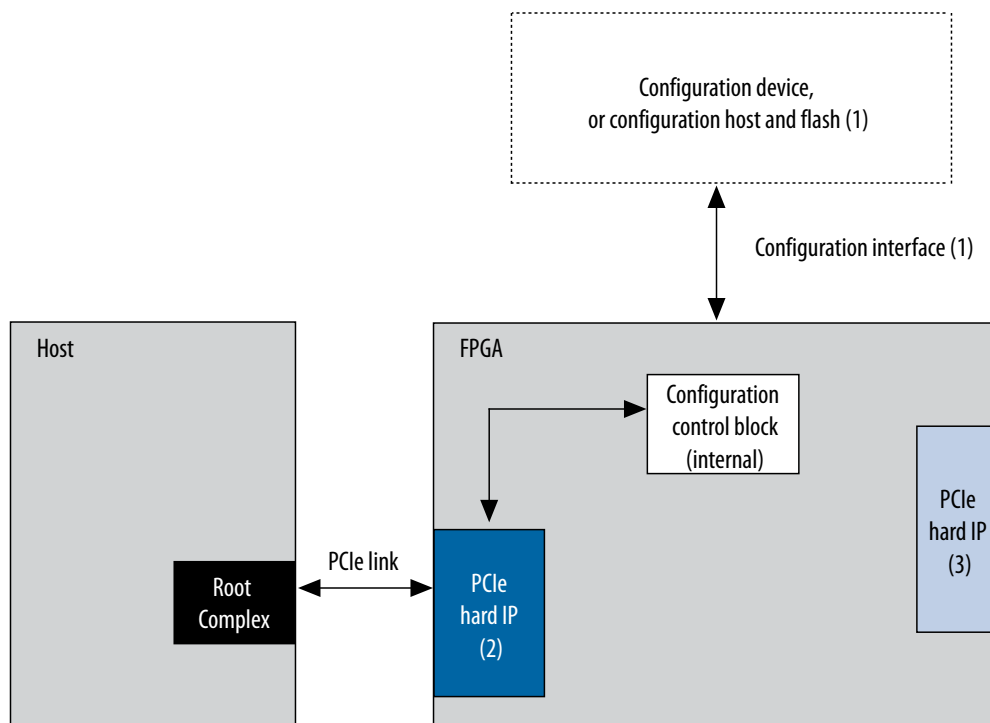 Configuration device,
or configuration host and flash (1)
Configuration interface (1)
Host
FPGA
Configuration
control block
(internal)
PCIe
hard IP
(3)
PCIe link
Root
Complex
PCIe
hard IP
(2)